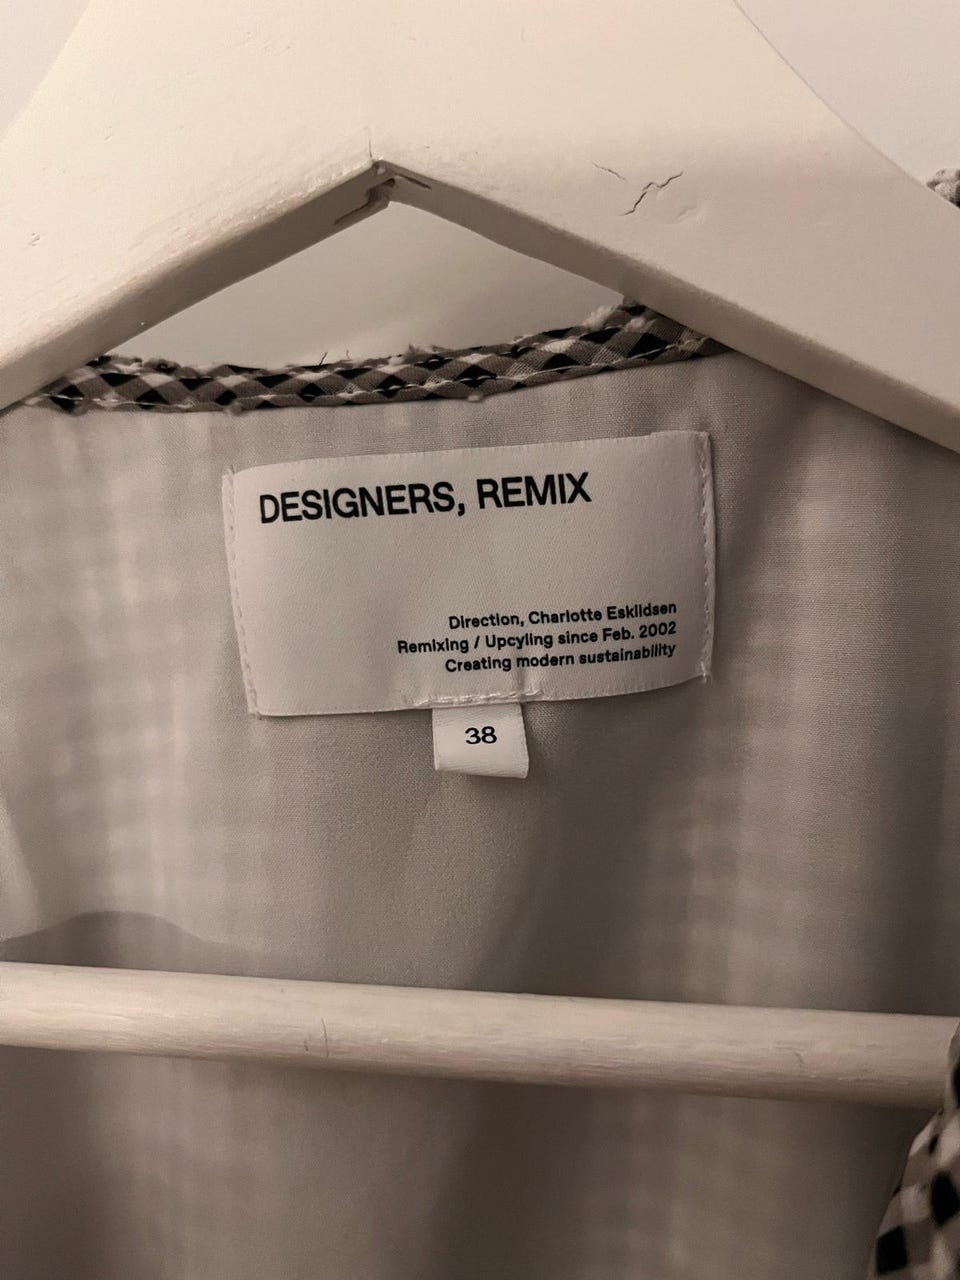 DESIGNERS, REMIX
Direction, Charlotte Eskildsen
Remixing / Upcyling since Feb. 2002
Creating modern sustainability
38